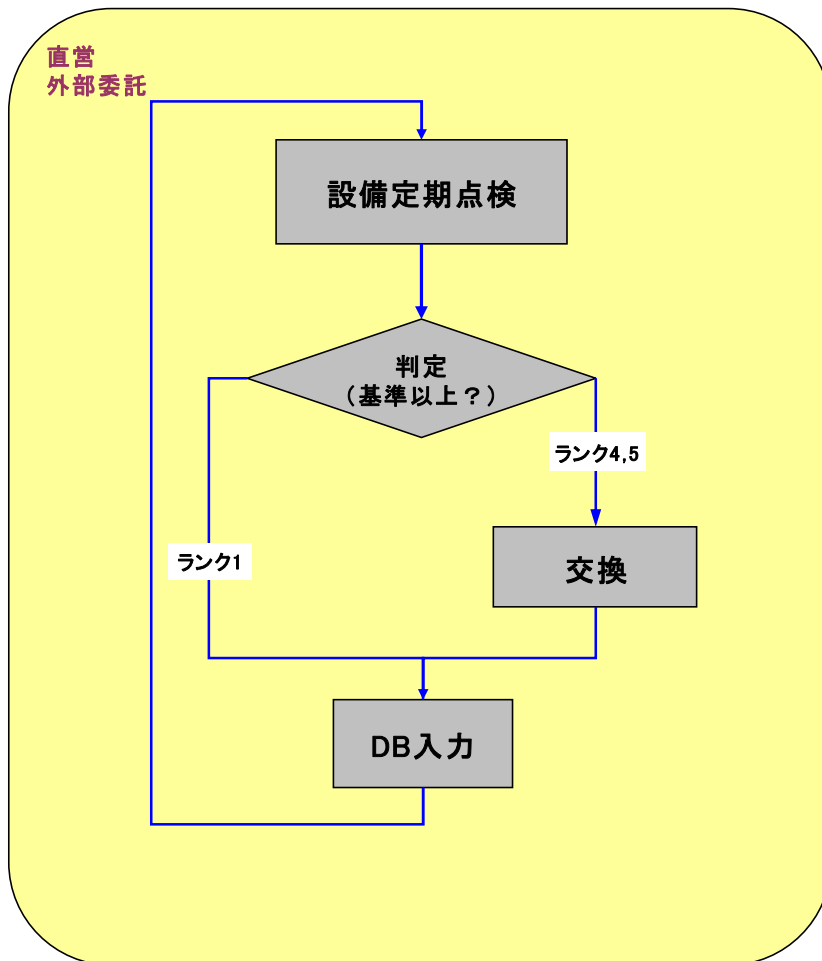 直営
外部委託
設備定期点検
判定
（基準以上？）
ランク4,5
ランク1
交換
DB入力